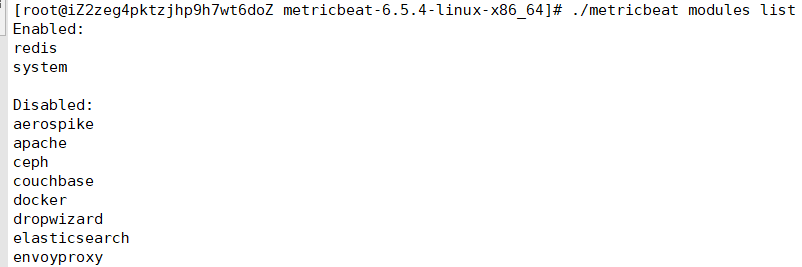 [root@iZ2zeg4pktzjhp9h7wt6doZ metricbeat-6.5.4-linux-x86_64]# ./metricbeat modules list
Enabled:
redis
system
Disabled:
aerospike
apache
ceph
couchbase
docker
dropwizard
elasticsearch
envoyproxy